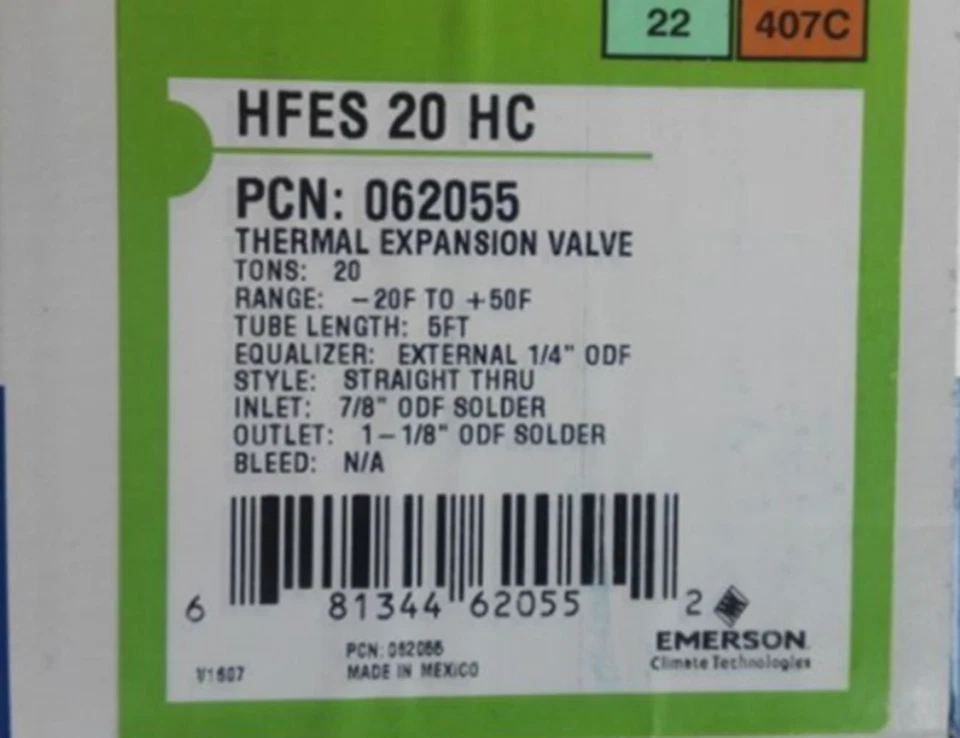 22 407C
HFES 20 HC
PCN: 062055
THERMAL EXPANSION VALVE
TONS: 20
RANGE: -20F TO +50F
TUBE LENGTH: 5FT
EQUALIZER: EXTERNAL 1/4" ODF
STYLE: STRAIGHT THRU
INLET: 7/8" ODF SOLDER
OUTLET: 1-1/8" ODF SOLDER
BLEED: N/A
6 81344 62055 2
EMERSON
Climate Technologies
PCN: 062055
MADE IN MEXICO
V1607